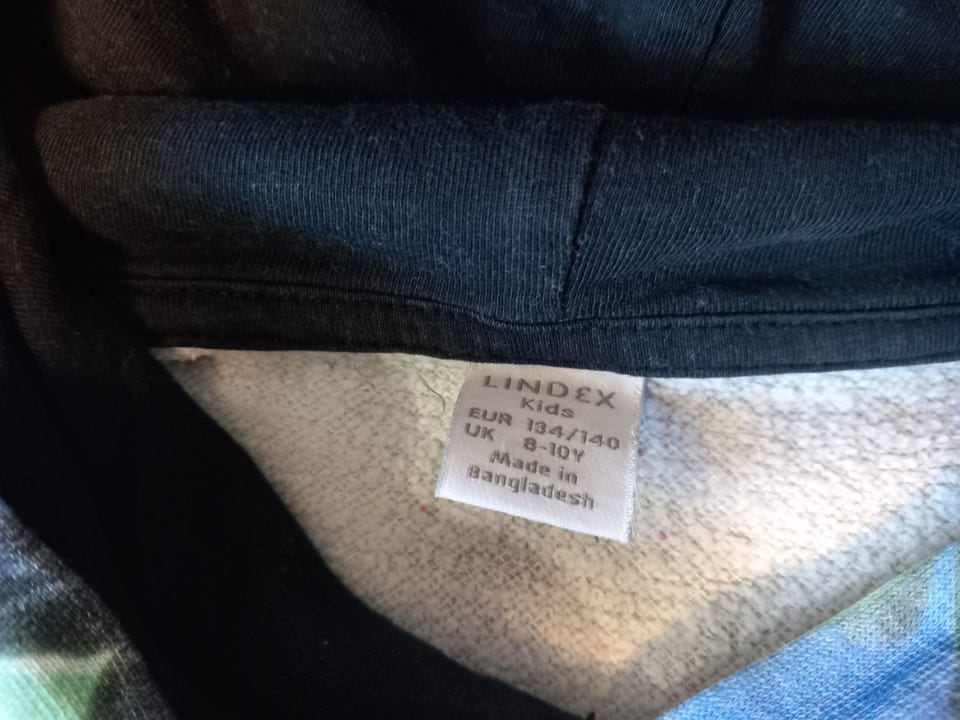 LINDEX
Kids
EUR 134/140
UK 8-10Y
Made in
Bangladesh